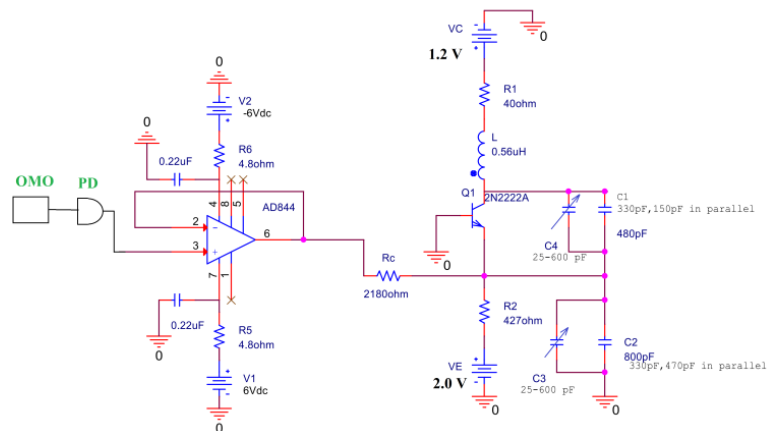 0
VC
1.2 V
0
R1
40ohm
L
0.56uH
Q1
2N2222A
C1
330pF,150pF in parallel
480pF
C4
25-600 pF
0
V2
-6Vdc
R6
4.8ohm
0
0.22uF
OMO
PD
AD844
4
8
5
2
3
6
7
1
0.22uF
0
R5
4.8ohm
V1
6Vdc
0
Rc
2180ohm
0
R2
427ohm
VE
2.0 V
0
C2
800pF
330pF,470pF in parallel
C3
25-600 pF
0